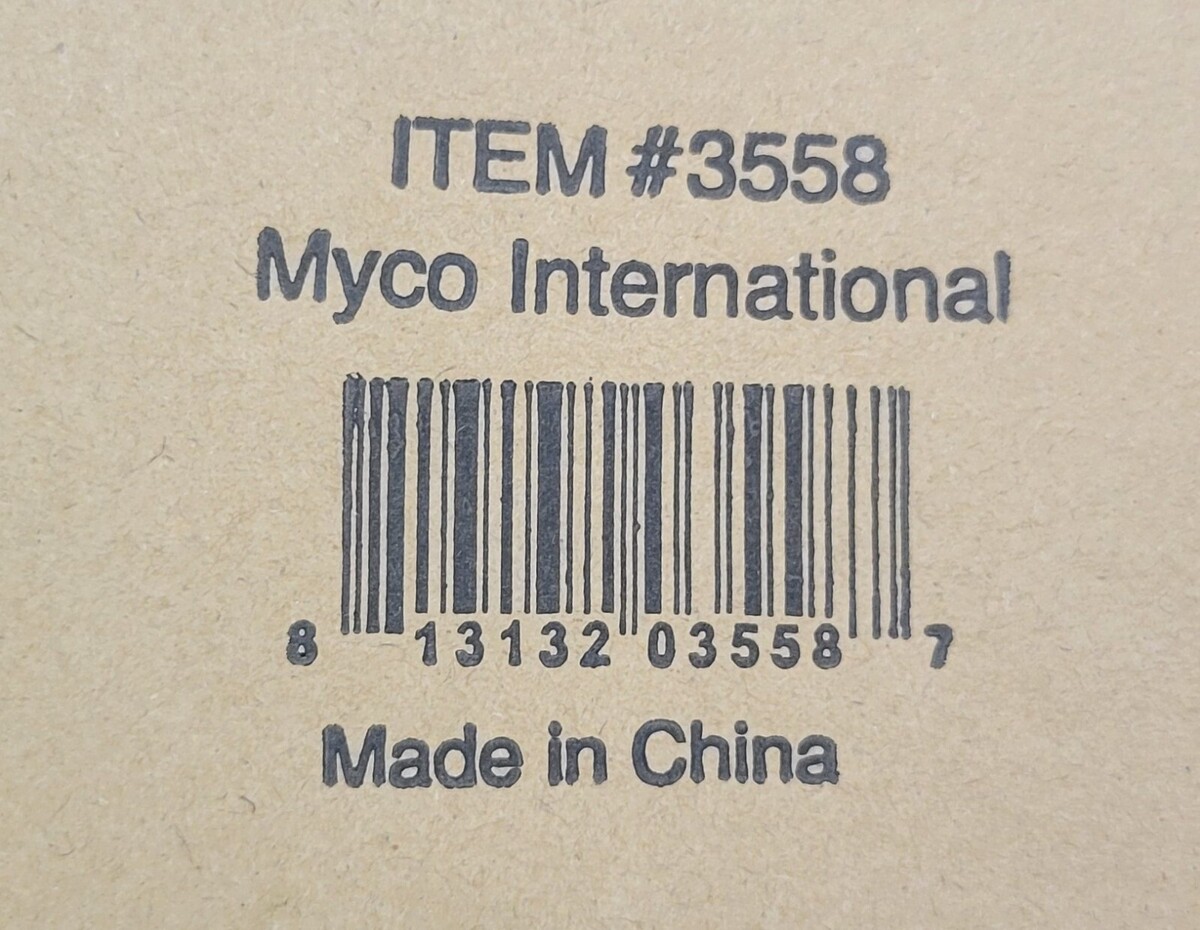 ITEM #3558
Myco International
8 13132 03558 7
Made in China